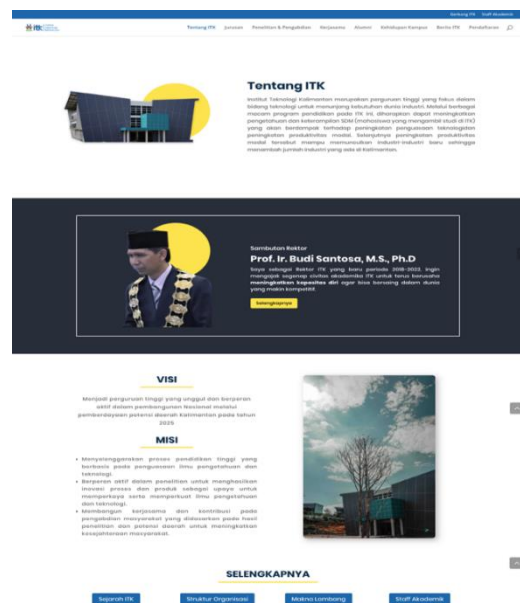 Tentang ITK Staff Akademik
itk
Tentang ITK Jurusan Penelitian & Pengabdian Kerjasama Alumni Kehidupan Kampus Berita ITK Pendaftaran
Tentang ITK
Institut Teknologi Kalimantan merupakan perguruan tinggi yang fokus dalam
bidang teknologi untuk menunjang kebutuhan dunia industri. Melalui berbagai
macam program pendidikan pada ITK ini, diharapkan dapat meningkatkan
pengetahuan dan keterampilan SDM (mahasiswa yang mengambil studi di ITK)
yang akan berdampak terhadap peningkatan penguasaan teknologidan
peningkatan produktivitas modal. Selanjutnya peningkatan produktivitas
modal tersebut mampu memunculkan industri-industri baru sehingga
menambah jumlah industri yang ada di Kalimantan.
Sambutan Rektor
Prof. Ir. Budi Santosa, M.S., Ph.D
Saya sebagai Rektor ITK yang baru periode 2018-2022, ingin
mengajak segenap civitas akademika ITK untuk terus berusaha
meningkatkan kapasitas diri agar bisa bersaing dalam dunia
yang makin kompetitif.
Selengkapnya
VISI
Menjadi perguruan tinggi yang unggul dan berperan
aktif dalam pembangunan Nasional melalui
pemberdayaan potensi daerah Kalimantan pada tahun
2025
MISI
• Menyelenggarakan proses pendidikan tinggi yang
berbasis pada penguasaan ilmu pengetahuan dan
teknologi.
• Berperan aktif dalam penelitian untuk menghasilkan
inovasi proses dan produk sebagai upaya untuk
memperkaya serta memperkuat ilmu pengetahuan
dan teknologi.
• Membangun kerjasama dan kontribusi pada
pengabdian masyarakat yang didasarkan pada hasil
penelitian dan potensi daerah untuk meningkatkan
kesejahteraan masyarakat.
SELENGKAPNYA
Sejarah ITK Struktur Organisasi Makna Lambang Staff Akademik